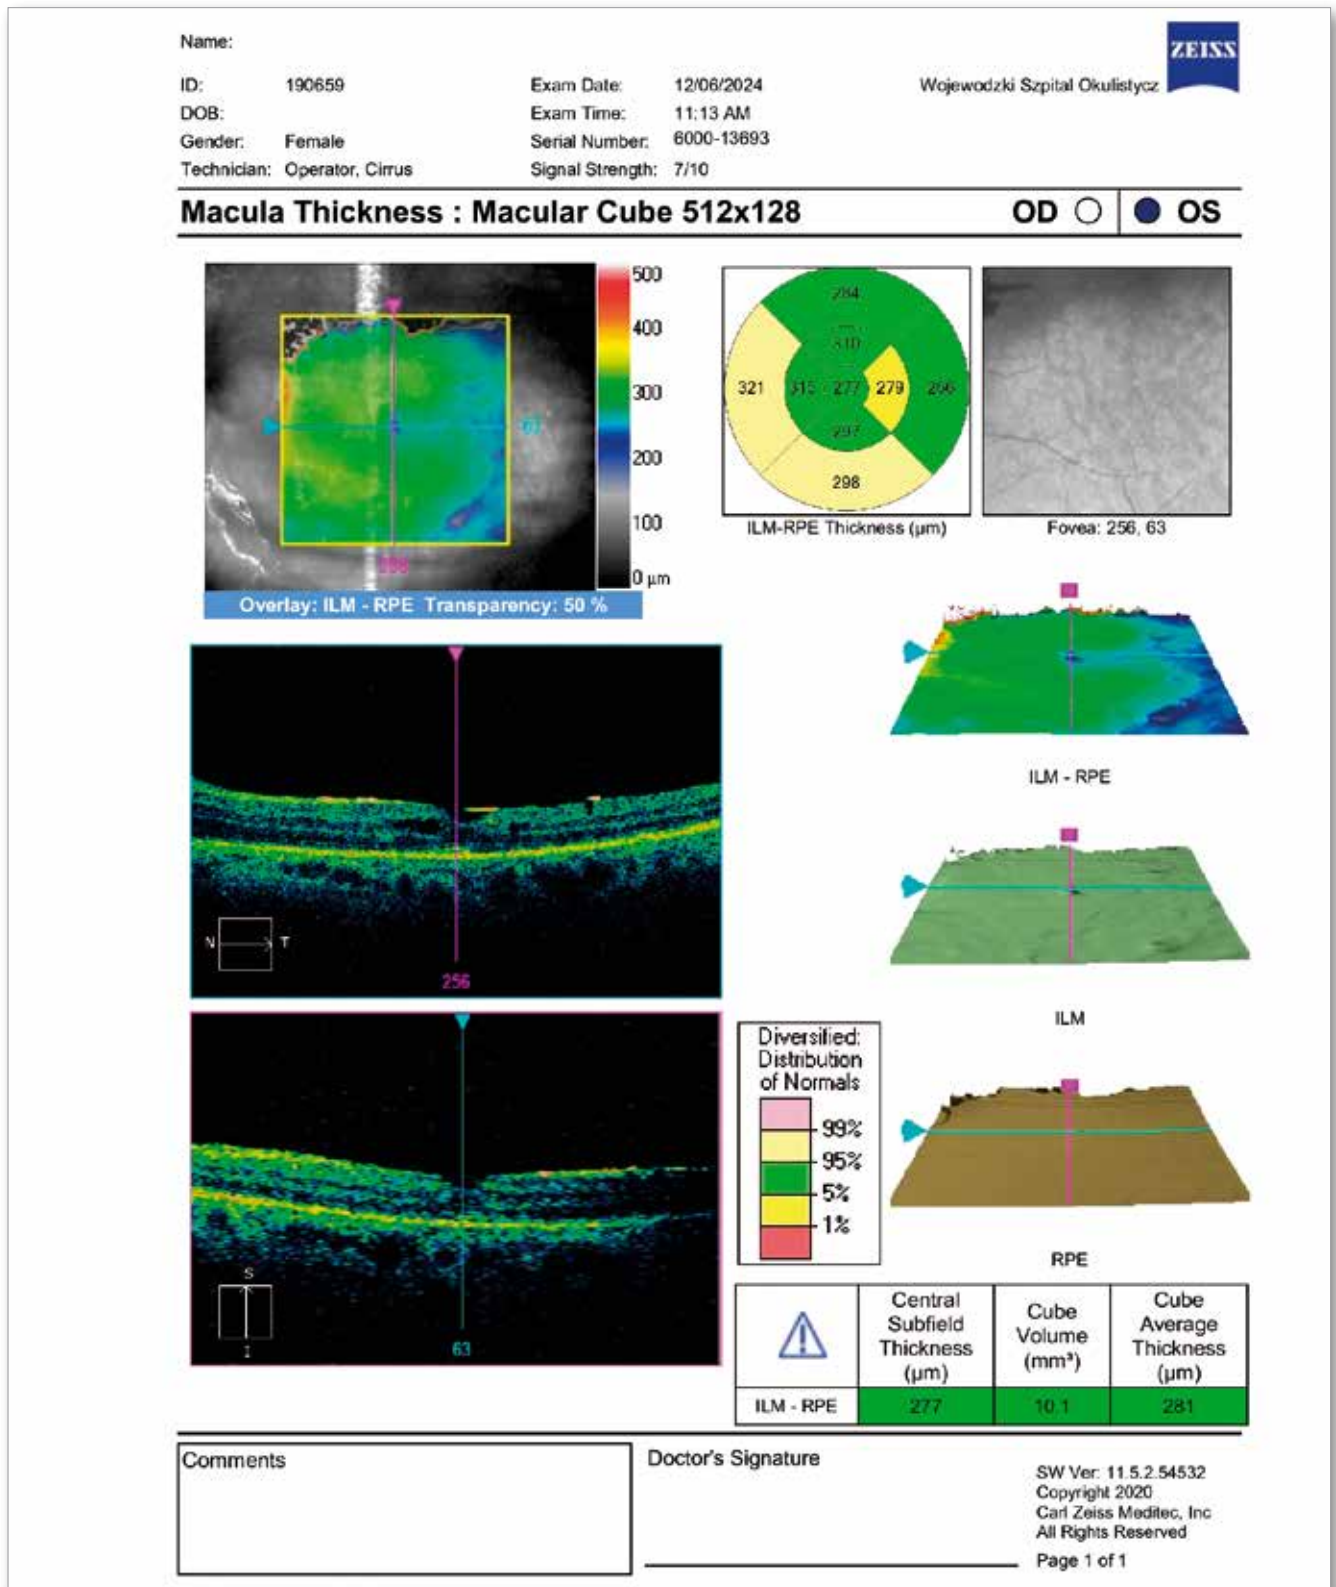 Name:
ZEISS
ID: 190659 Exam Date: 12/06/2024 Wojewodzki Szpital Okulistycz
DOB: Exam Time: 11:13 AM
Gender: Female Serial Number: 6000-13693
Technician: Operator, Cirrus Signal Strength: 7/10
Macula Thickness : Macular Cube 512x128 OD OS
500
400
300
200
100
0 µm
63
258
Overlay: ILM - RPE Transparency: 50 %
284
310
321 315 277 279 266
297
298
ILM-RPE Thickness (µm)
Fovea: 256, 63
ILM - RPE
N T
256
ILM
S
I
63
Diversified:
Distribution
of Normals
99%
95%
5%
1%
RPE
Central Subfield Thickness (µm)
Cube Volume (mm³)
Cube Average Thickness (µm)
ILM - RPE 277 10.1 281
Comments
Doctor's Signature
SW Ver: 11.5.2.54532
Copyright 2020
Carl Zeiss Meditec, Inc
All Rights Reserved
Page 1 of 1